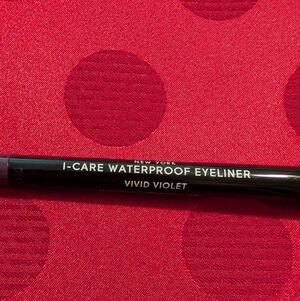 NEW YORK
I-CARE WATERPROOF EYELINER
VIVID VIOLET